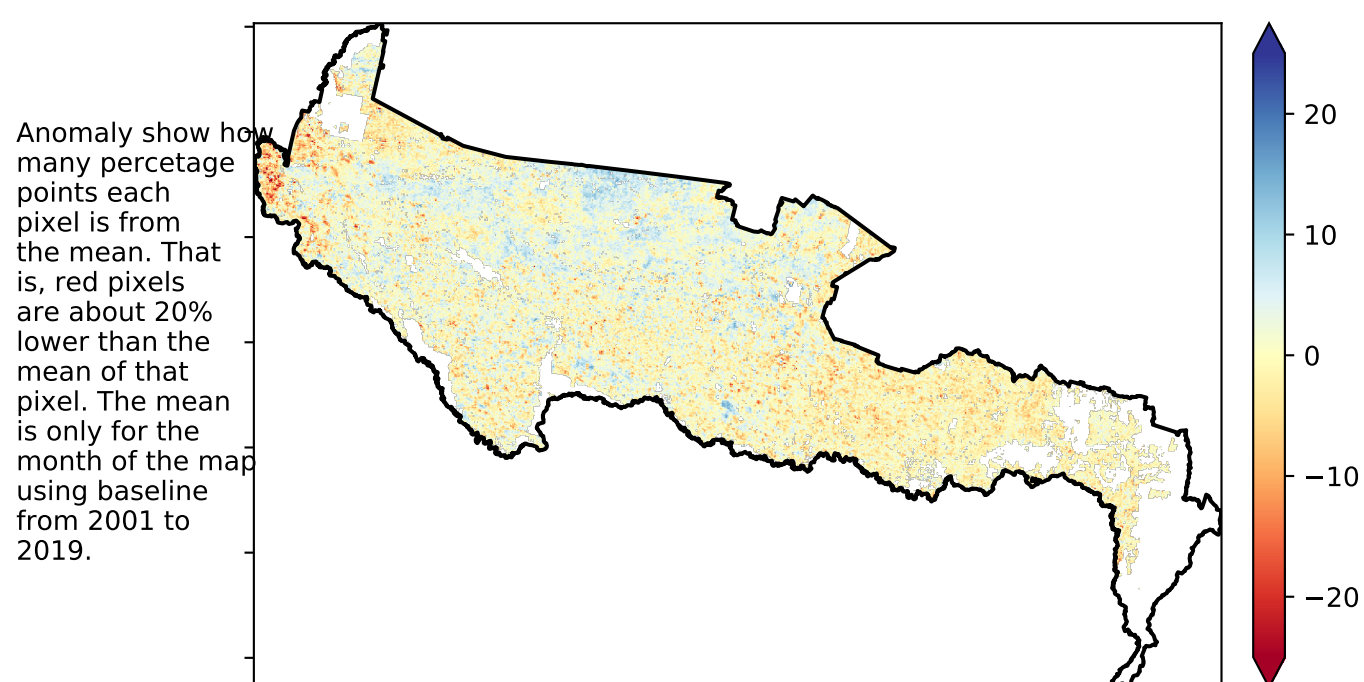 Anomaly show how
many percetage
points each
pixel is from
the mean. That
is, red pixels
are about 20%
lower than the
mean of that
pixel. The mean
is only for the
month of the map
using baseline
from 2001 to
2019.
20
10
0
−10
−20